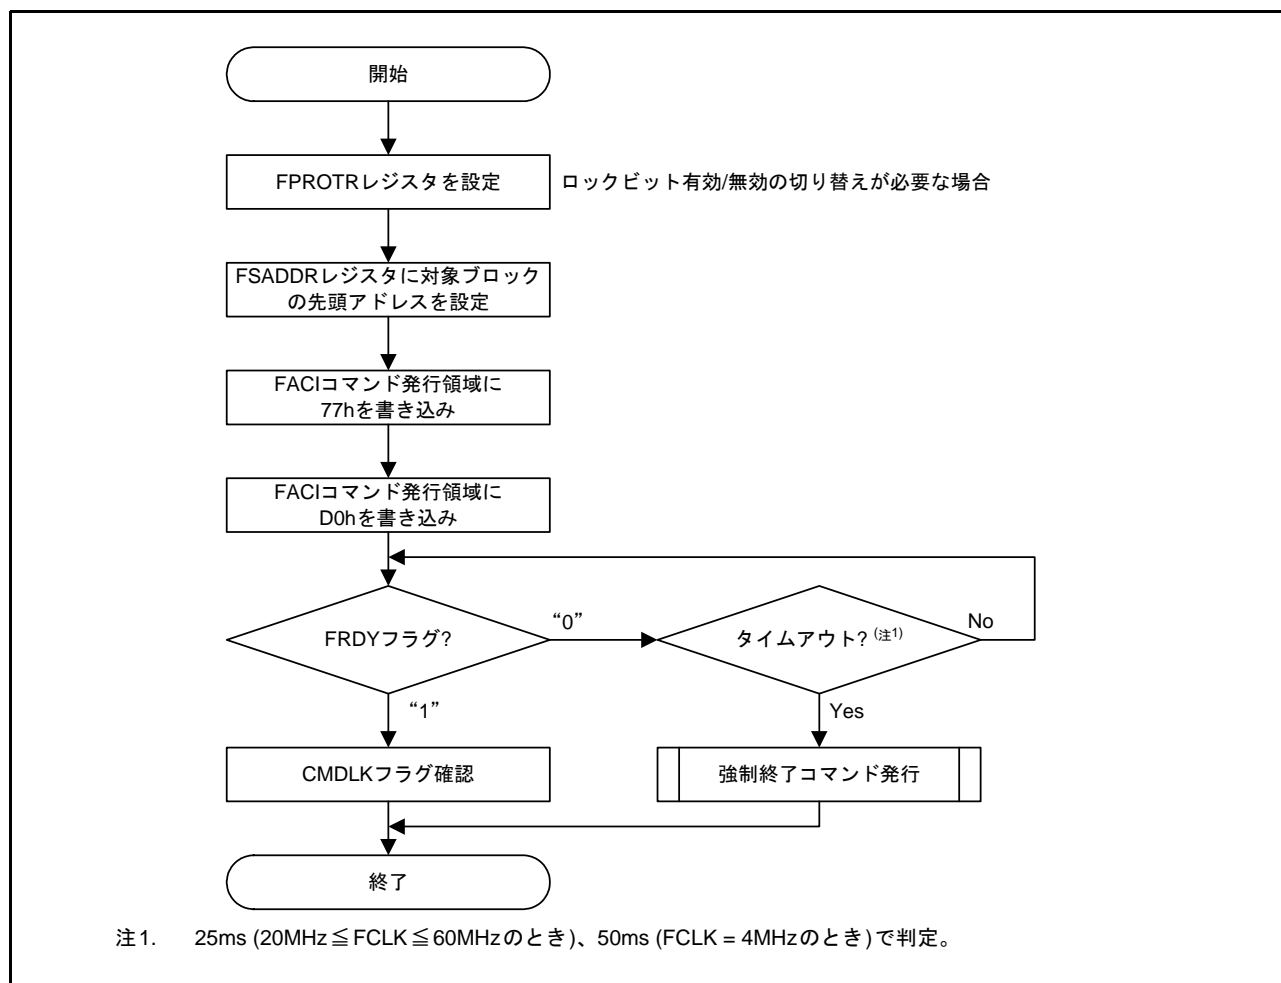 開始
FPROTRレジスタを設定
ロックビット有効/無効の切り替えが必要な場合
FSADDRレジスタに対象ブロック
の先頭アドレスを設定
FACIコマンド発行領域に
77hを書き込み
FACIコマンド発行領域に
D0hを書き込み
FRDYフラグ?
“0”
タイムアウト? (注1)
No
“1”
Yes
CMDLKフラグ確認
強制終了コマンド発行
終了
注1. 25ms (20MHz≦FCLK≦60MHzのとき)、50ms (FCLK = 4MHzのとき)で判定。